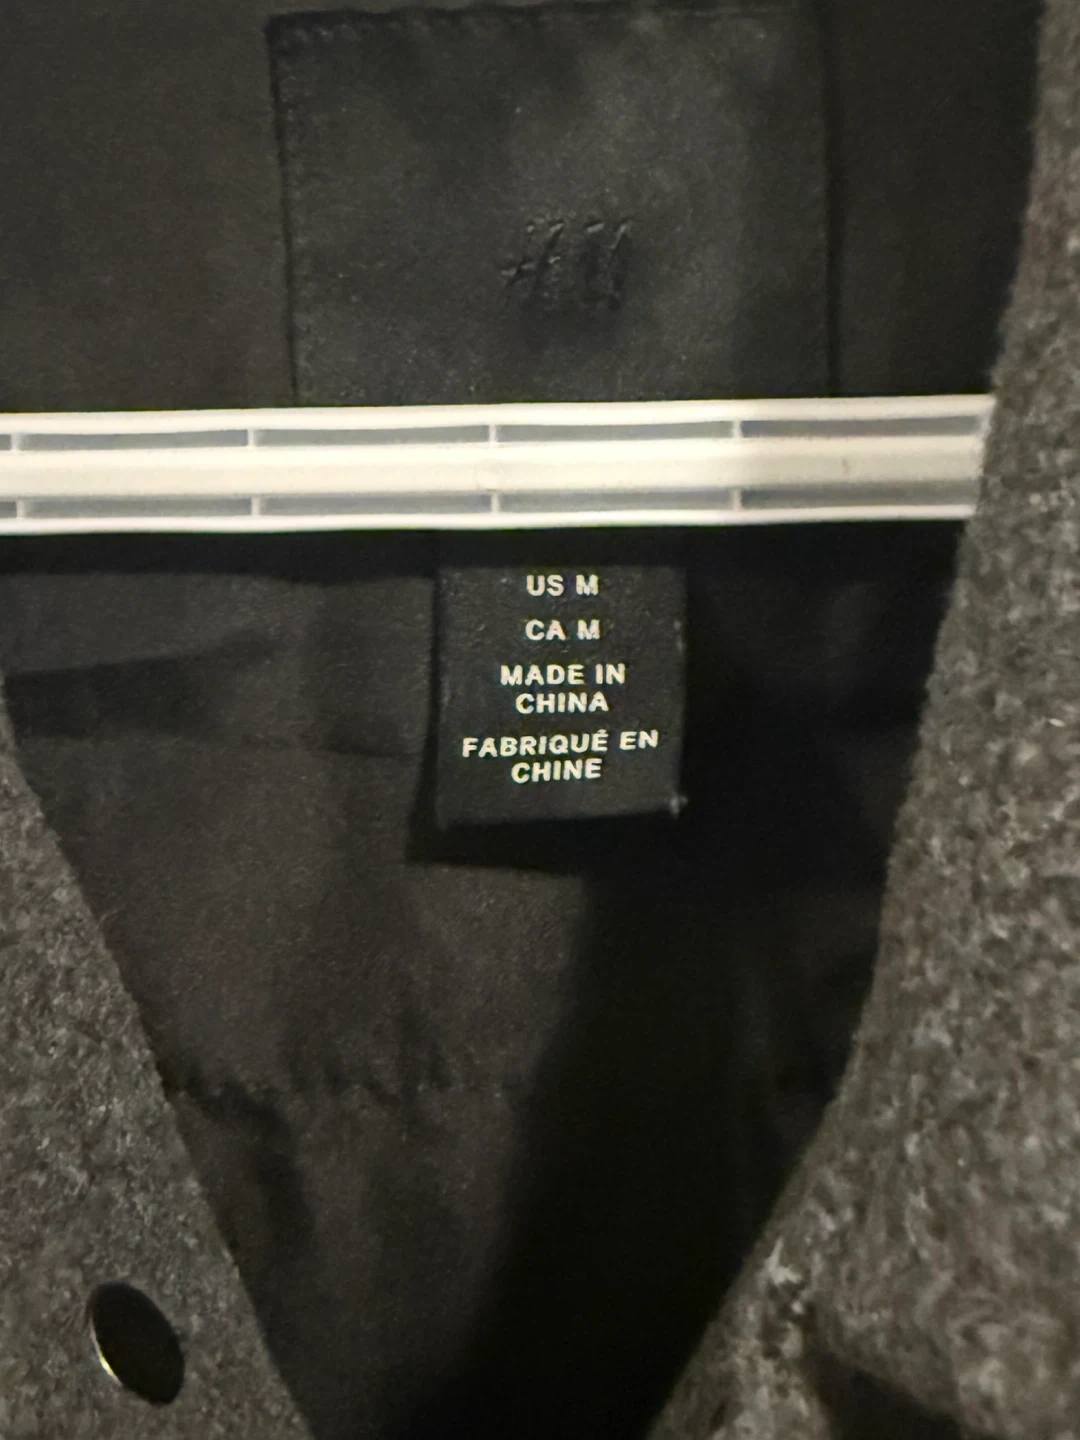 H&M
US M
CA M
MADE IN
CHINA
FABRIQUÉ EN
CHINE